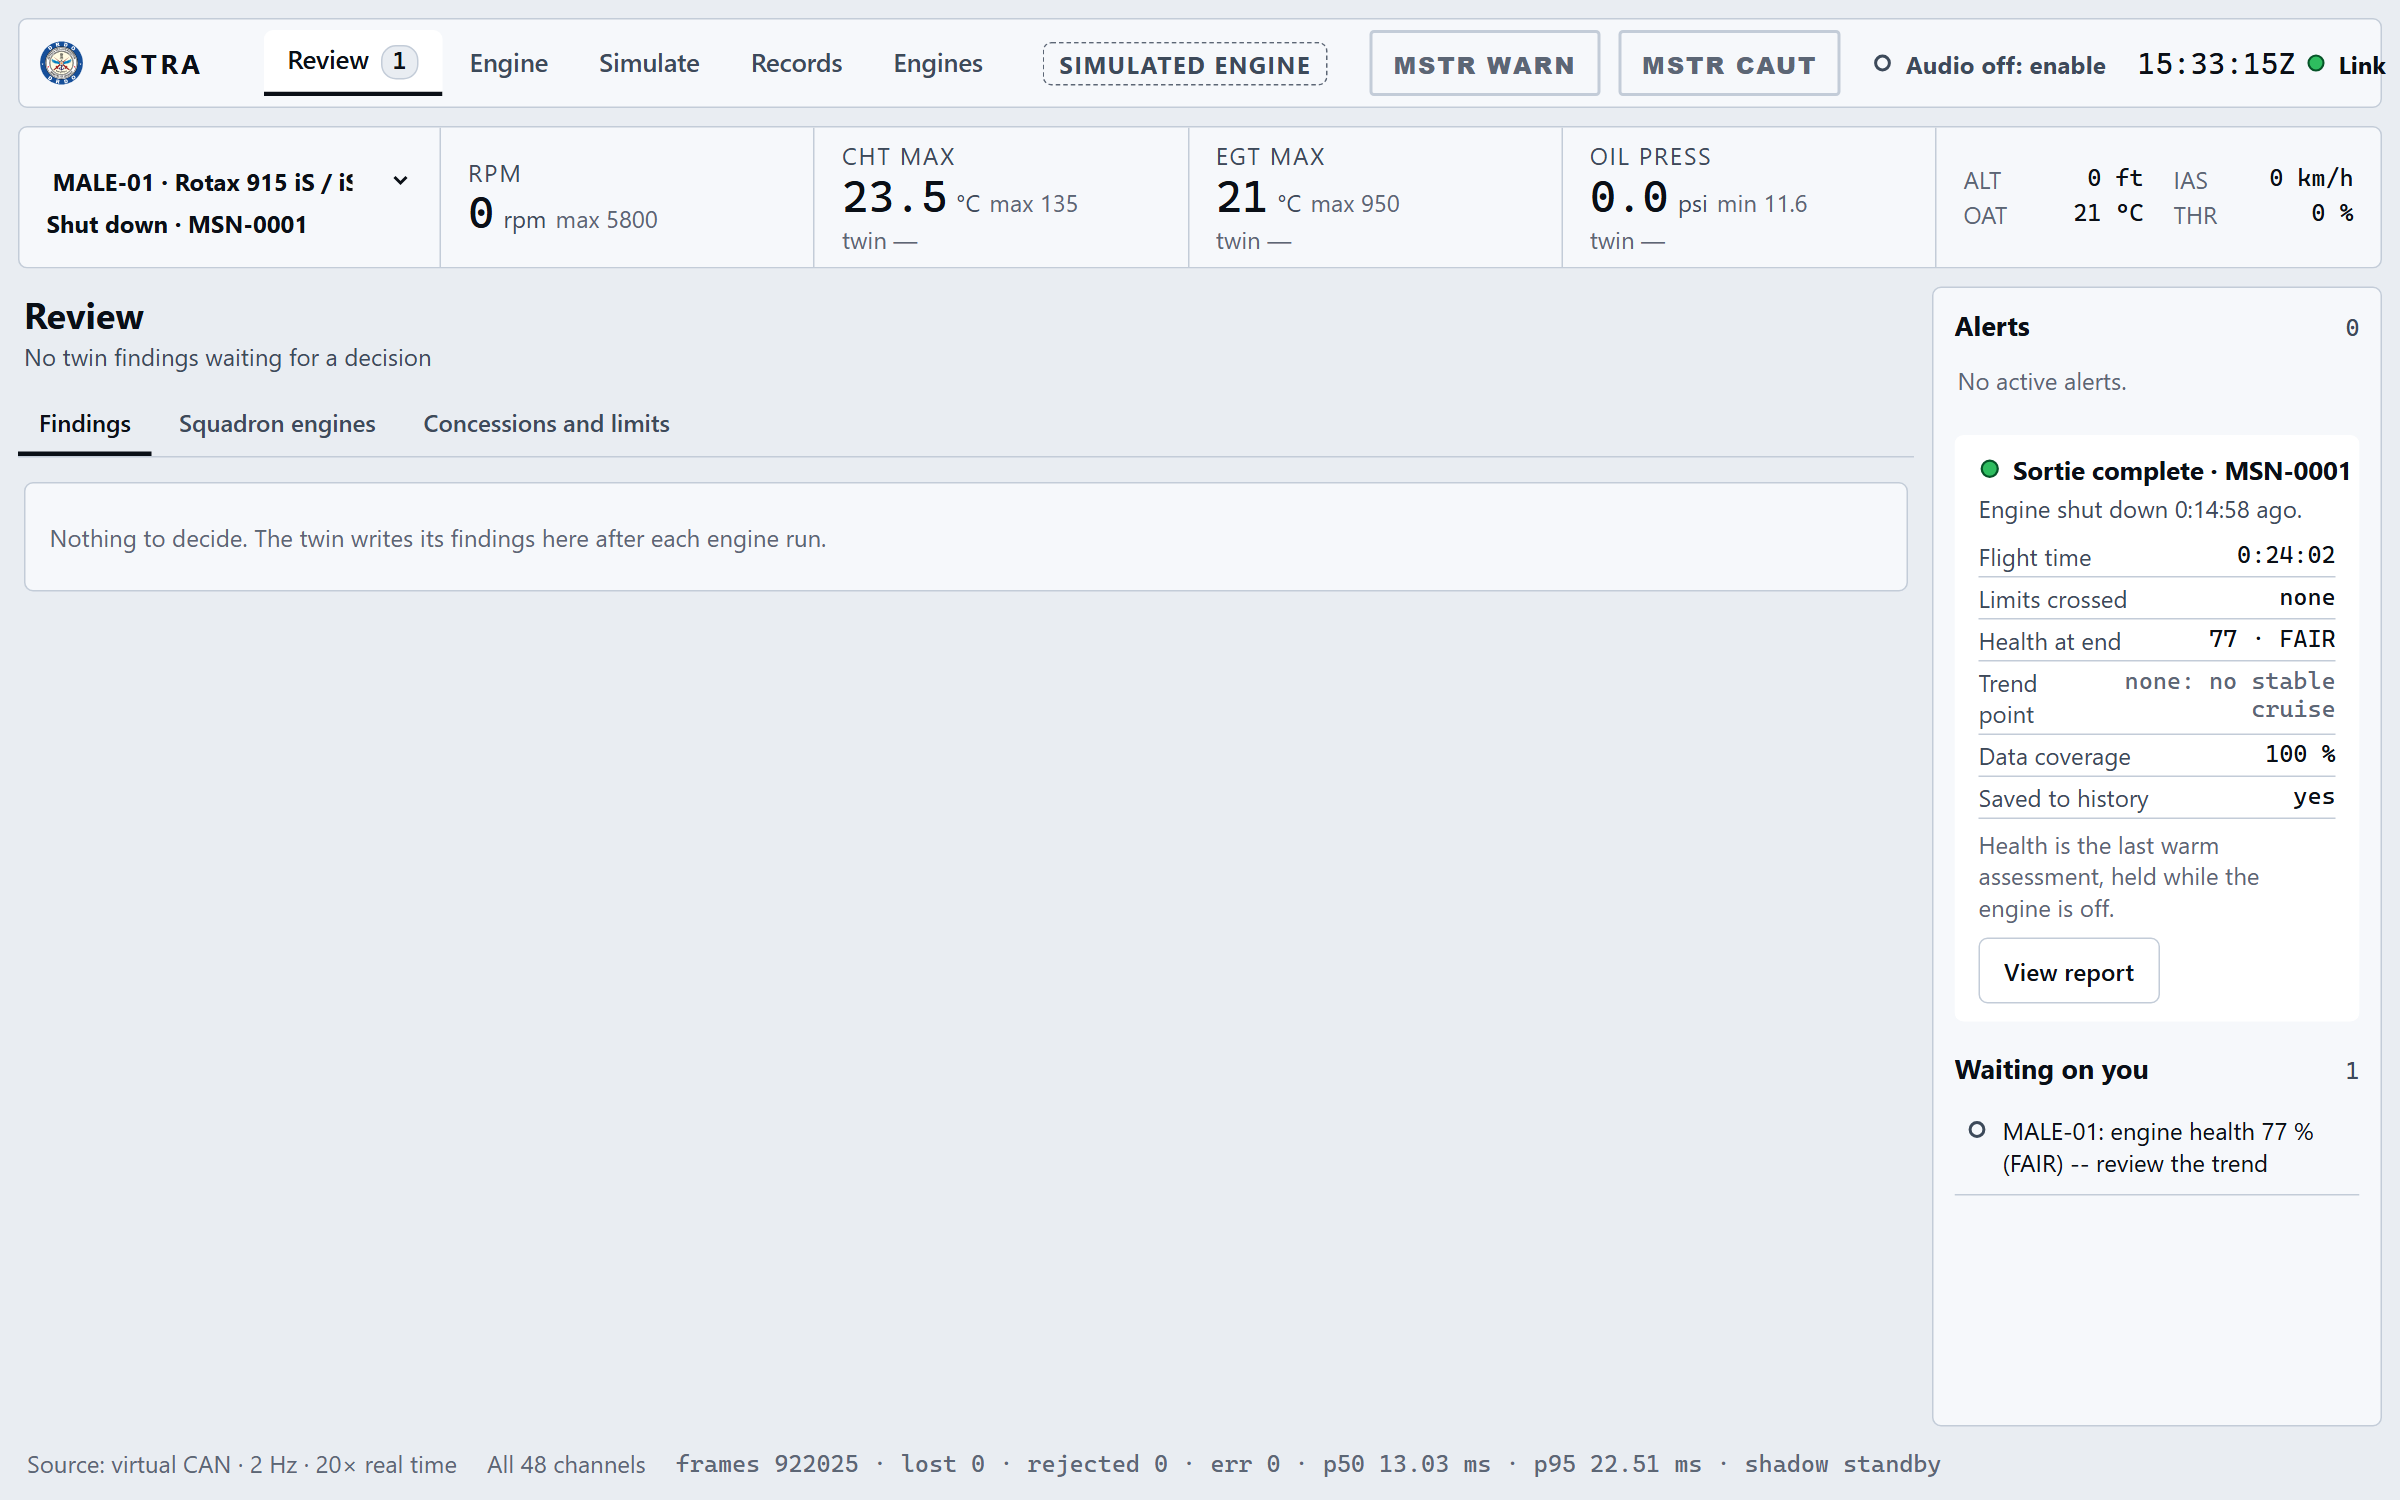 ASTRA
Review 1
Engine
Simulate
Records
Engines
SIMULATED ENGINE
MSTR WARN
MSTR CAUT
Audio off: enable
15:33:15Z
Link
MALE-01 · Rotax 915 iS / iS
Shut down · MSN-0001
RPM
0 rpm max 5800
CHT MAX
23.5 °C max 135
twin —
EGT MAX
21 °C max 950
twin —
OIL PRESS
0.0 psi min 11.6
twin —
ALT 0 ft IAS 0 km/h
OAT 21 °C THR 0 %
Review
No twin findings waiting for a decision
Findings
Squadron engines
Concessions and limits
Nothing to decide. The twin writes its findings here after each engine run.
Alerts 0
No active alerts.
Sortie complete · MSN-0001
Engine shut down 0:14:58 ago.
Flight time 0:24:02
Limits crossed none
Health at end 77 · FAIR
Trend point none: no stable cruise
Data coverage 100 %
Saved to history yes
Health is the last warm
assessment, held while the
engine is off.
View report
Waiting on you 1
MALE-01: engine health 77 %
(FAIR) -- review the trend
Source: virtual CAN · 2 Hz · 20× real time All 48 channels frames 922025 · lost 0 · rejected 0 · err 0 · p50 13.03 ms · p95 22.51 ms · shadow standby